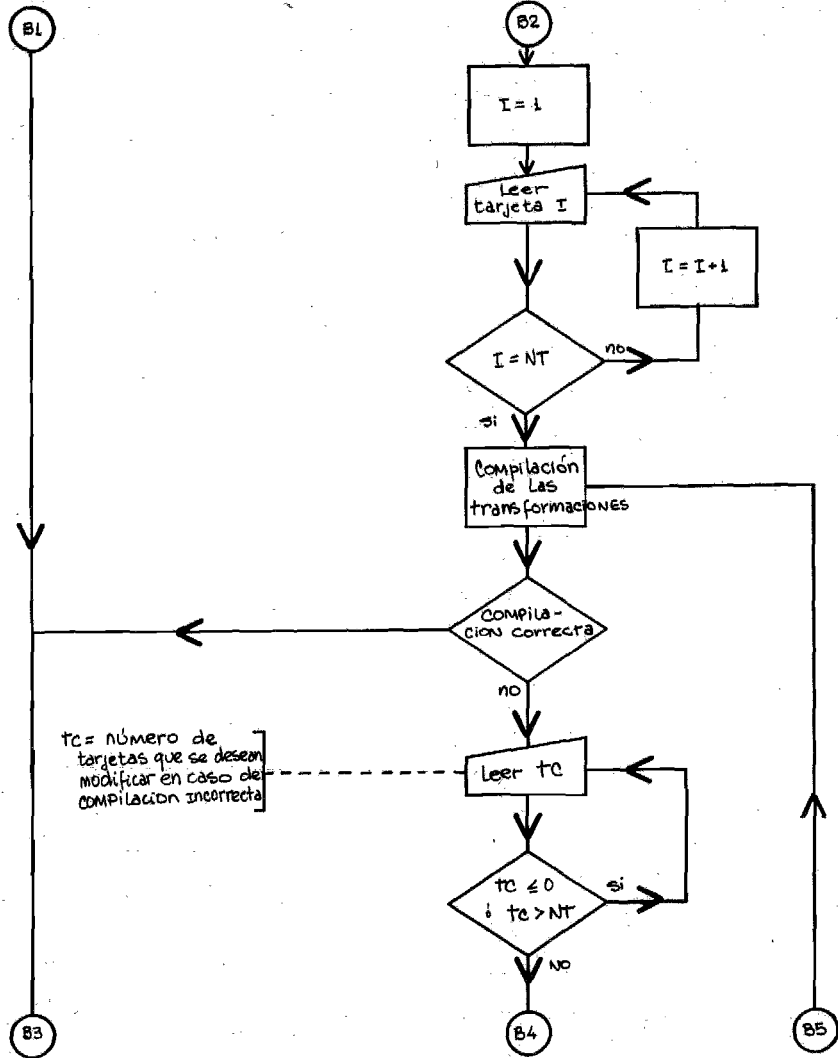 B1
B2
I = 1
Leer
tarjeta I
I = I+1
I = NT
no
si
Compilación
de las
transformaciones
compila-
cion correcta
no
tc = número de
tarjetas que se desean
modificar en caso de
compilacion incorrecta
Leer tc
tc ≤ 0
ó tc > NT
si
NO
B3
B4
B5